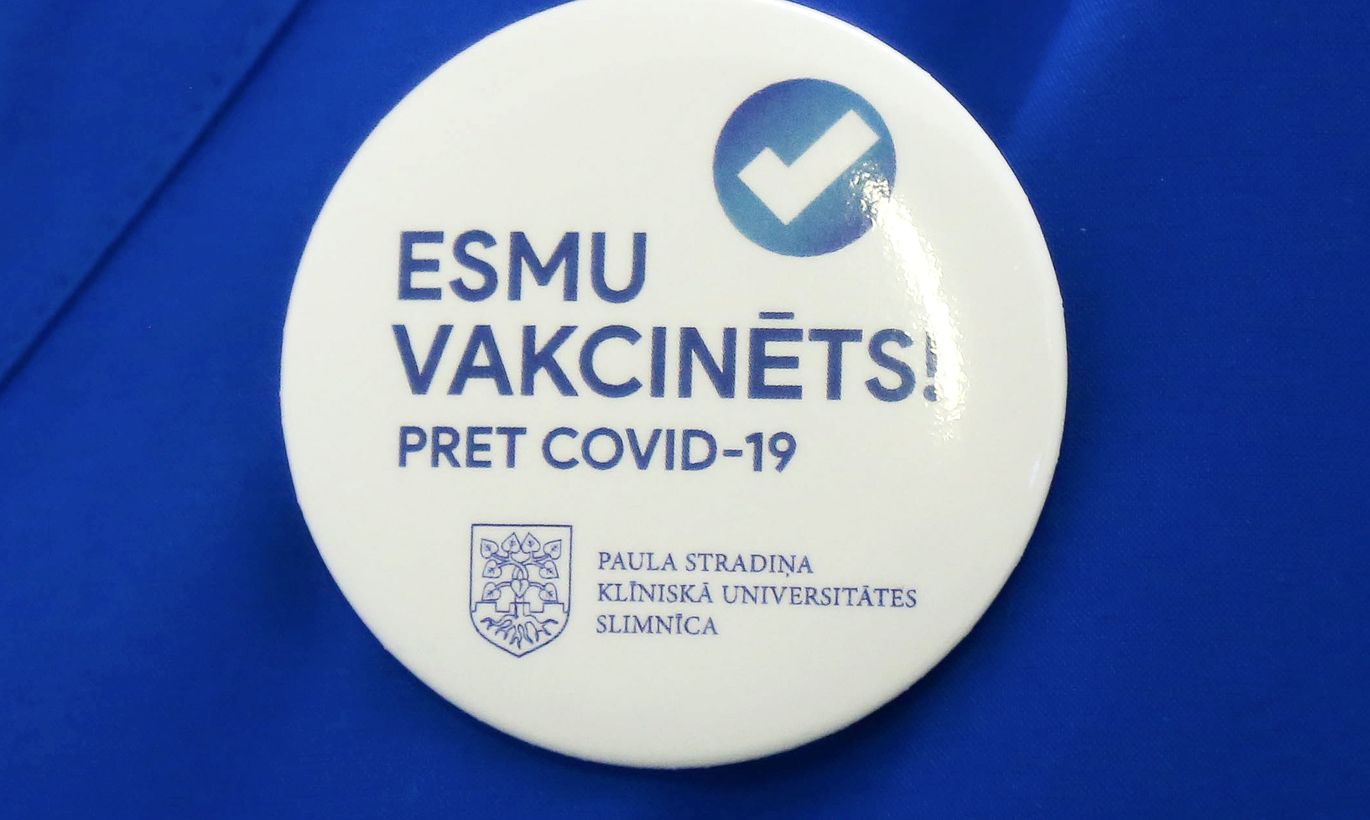 ESMU
VAKCINĒTS!
PRET COVID-19
PAULA STRADIŅA
KLĪNISKĀ UNIVERSITĀTES
SLIMNĪCA